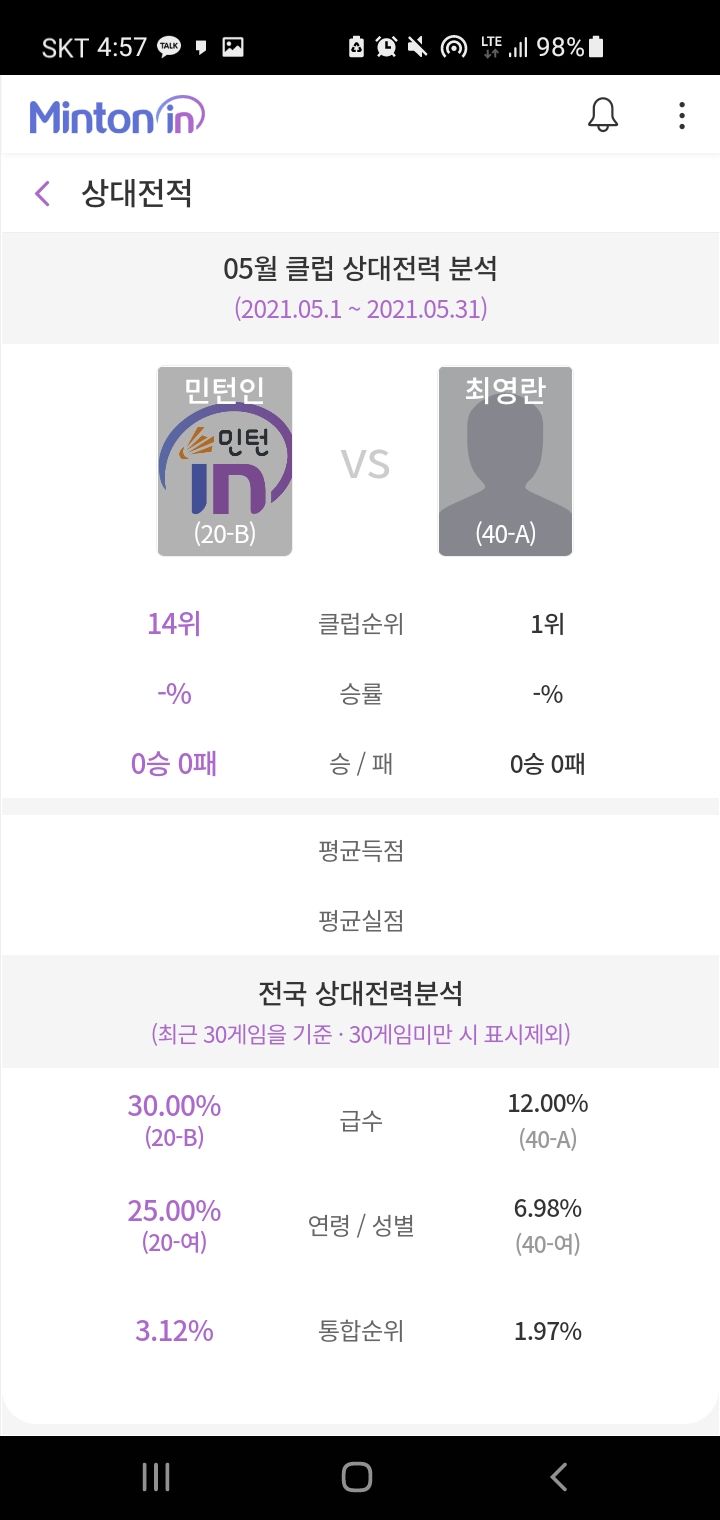 SKT 4:57 TALK LTE 98%
Minton in
상대전적
05월 클럽 상대전력 분석
(2021.05.1 ~ 2021.05.31)
민턴인 최영란
민턴
in
VS
(20-B) (40-A)
14위 클럽순위 1위
-% 승률 -%
0승 0패 승 / 패 0승 0패
평균득점
평균실점
전국 상대전력분석
(최근 30게임을 기준 · 30게임미만 시 표시제외)
30.00% 급수 12.00%
(20-B) (40-A)
25.00% 연령 / 성별 6.98%
(20-여) (40-여)
3.12% 통합순위 1.97%